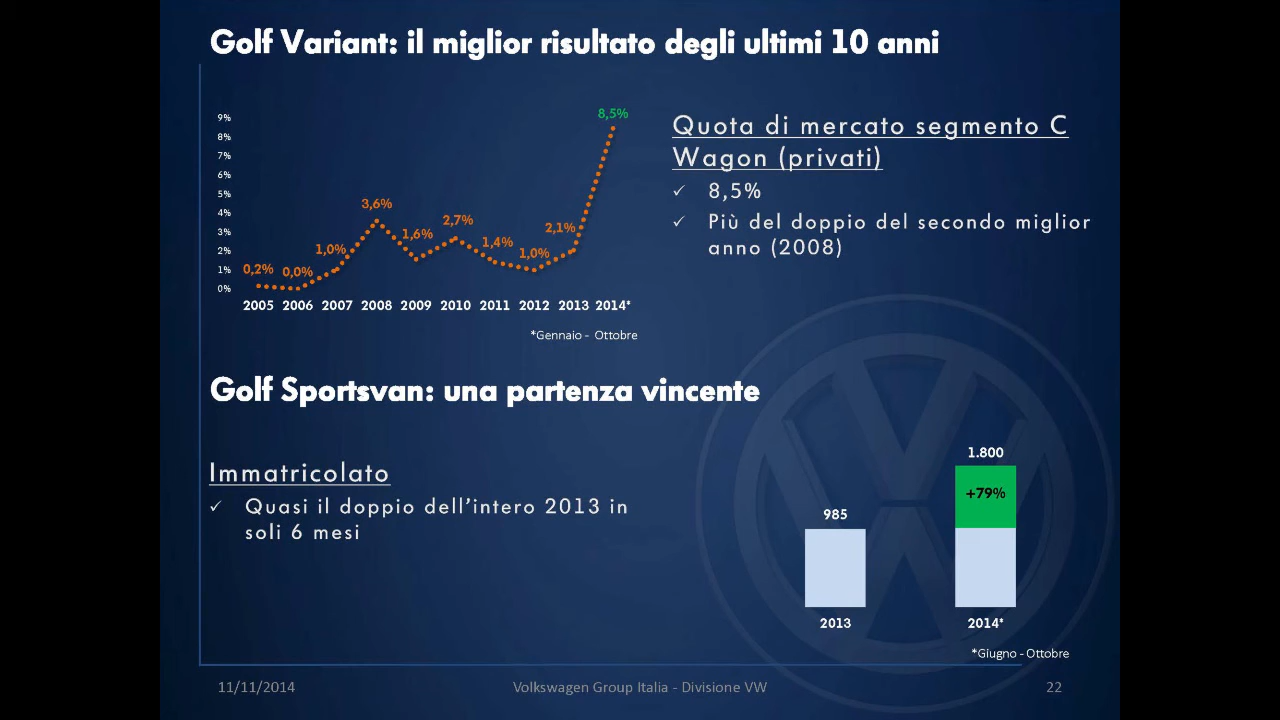 Golf Variant: il miglior risultato degli ultimi 10 anni
9%
8%
7%
6%
5%
4%
3%
2%
1%
0%
0,2%
0,0%
1,0%
3,6%
1,6%
2,7%
1,4%
1,0%
2,1%
8,5%
2005 2006 2007 2008 2009 2010 2011 2012 2013 2014*
*Gennaio - Ottobre
Quota di mercato segmento C
Wagon (privati)
✓ 8,5%
✓ Più del doppio del secondo miglior
anno (2008)
Golf Sportsvan: una partenza vincente
Immatricolato
✓ Quasi il doppio dell’intero 2013 in
soli 6 mesi
985
1.800
+79%
2013 2014*
*Giugno - Ottobre
11/11/2014 Volkswagen Group Italia - Divisione VW 22